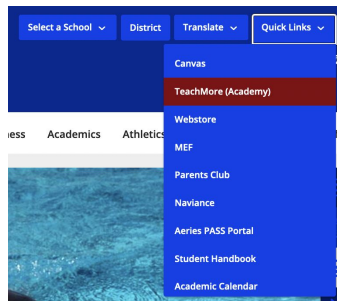 Select a School
District
Translate
Quick Links
Canvas
TeachMore (Academy)
Webstore
MEF
Parents Club
Naviance
Aeries PASS Portal
Student Handbook
Academic Calendar
ess
Academics
Athletics